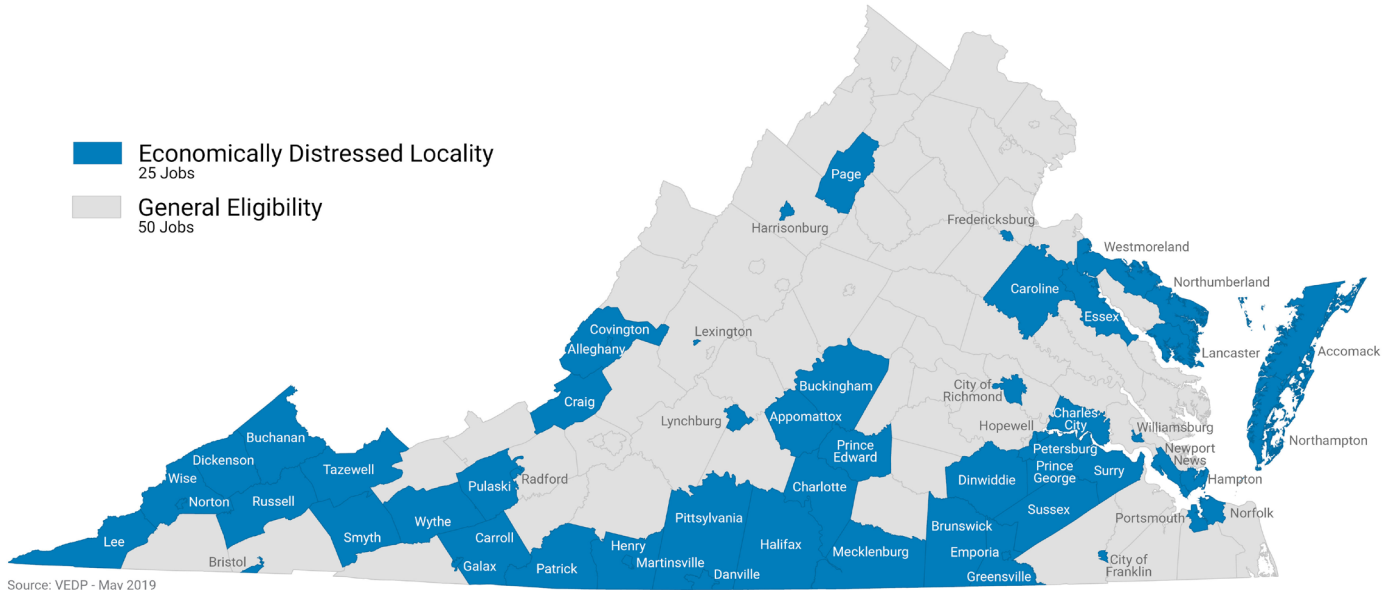 Economically Distressed Locality
25 Jobs
General Eligibility
50 Jobs
Page
Harrisonburg
Fredericksburg
Westmoreland
Northumberland
Caroline
Essex
Covington
Alleghany
Lexington
Lancaster
Accomack
Craig
Buckingham
Appomattox
City of
Richmond
Lynchburg
Charles
City
Hopewell
Williamsburg
Northampton
Buchanan
Dickenson
Tazewell
Prince
Edward
Petersburg
Newport
News
Wise
Norton
Russell
Pulaski
Radford
Charlotte
Dinwiddie
Prince
George
Surry
Hampton
Wythe
Pittsylvania
Sussex
Portsmouth
Norfolk
Lee
Smyth
Carroll
Henry
Halifax
Mecklenburg
Brunswick
Emporia
Bristol
Galax
Patrick
Martinsville
Danville
Greensville
City of
Franklin
Source: VEDP - May 2019